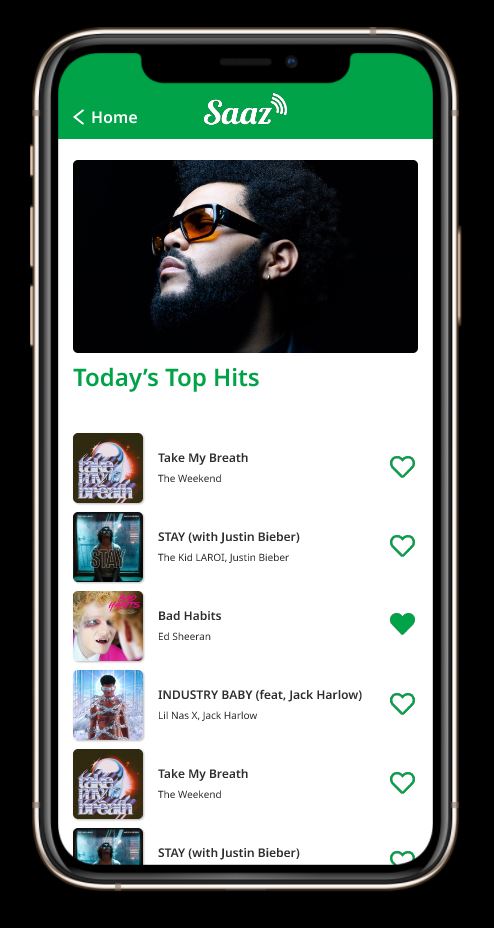 Home
Saaz
Today's Top Hits
take my breath
Take My Breath
The Weekend
STAY
STAY (with Justin Bieber)
The Kid LAROI, Justin Bieber
BAD HABITS
Bad Habits
Ed Sheeran
INDUSTRY BABY (feat, Jack Harlow)
Lil Nas X, Jack Harlow
take my breath
Take My Breath
The Weekend
STAY (with Justin Bieber)